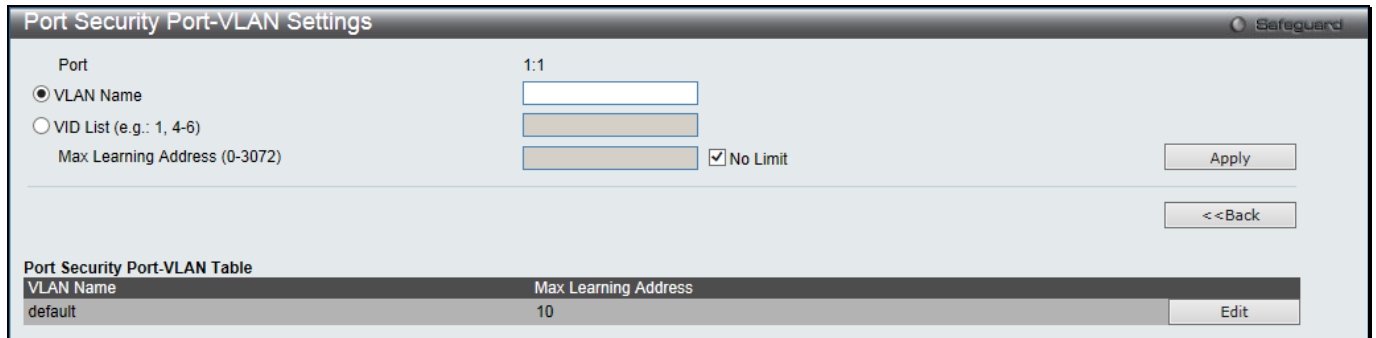 Port Security Port-VLAN Settings
Safeguard
Port 1:1
VLAN Name
VID List (e.g.: 1, 4-6)
Max Learning Address (0-3072) No Limit Apply
<<Back
Port Security Port-VLAN Table
VLAN Name Max Learning Address
default 10 Edit